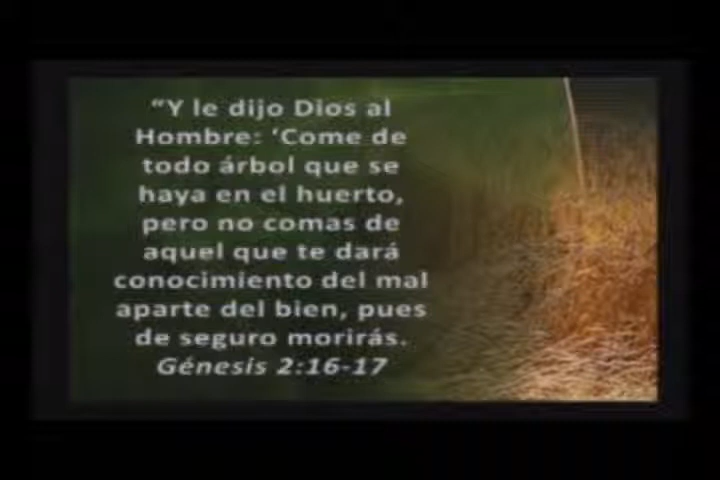 “Y le dijo Dios al
Hombre: ‘Come de
todo árbol que se
haya en el huerto,
pero no comas de
aquel que te dará
conocimiento del mal
aparte del bien, pues
de seguro morirás.
Génesis 2:16-17